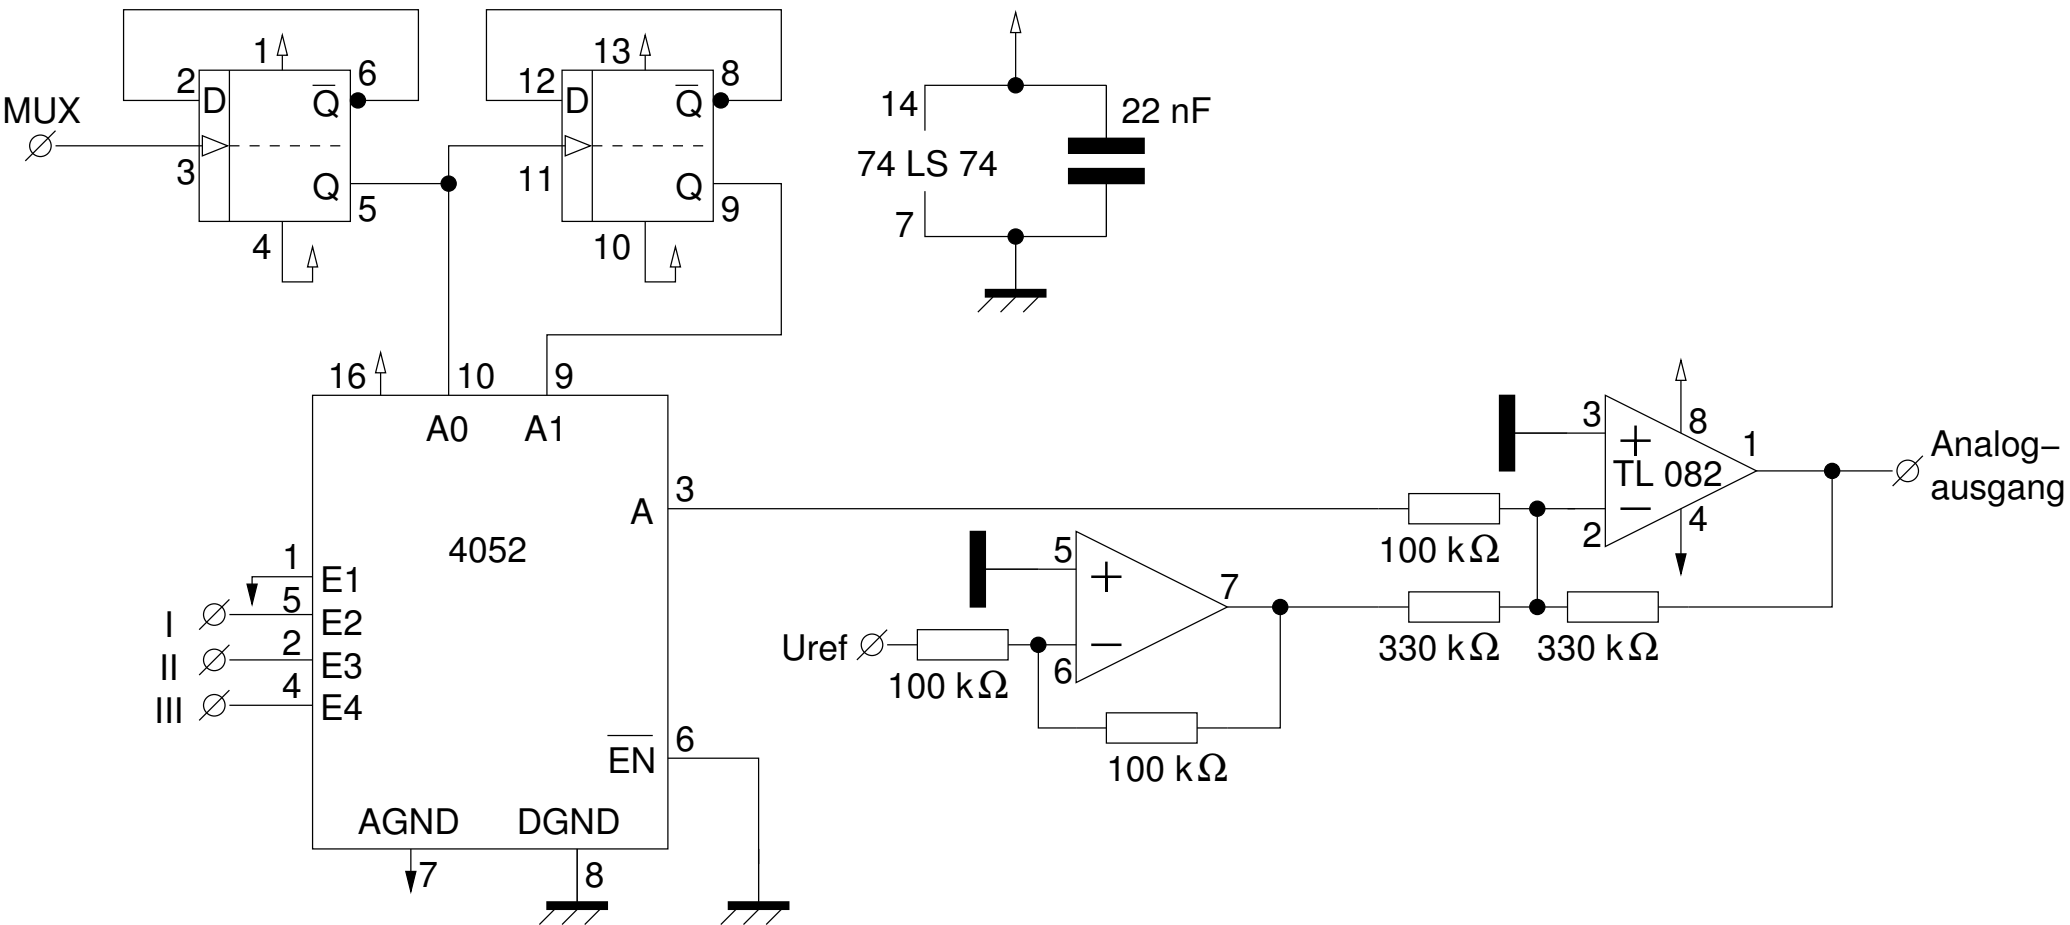 1
13
2
D
Q
6
12
D
Q
8
MUX
3
Q
5
11
Q
9
4
10
14
22 nF
74 LS 74
7
16
10
9
A0
A1
A
3
4052
1
E1
I
5
E2
II
2
E3
III
4
E4
EN
6
AGND
DGND
7
8
3
8
1
+
TL 082
−
2
4
Analog−
ausgang
100 kΩ
5
+
7
Uref
−
6
100 kΩ
330 kΩ
330 kΩ
100 kΩ